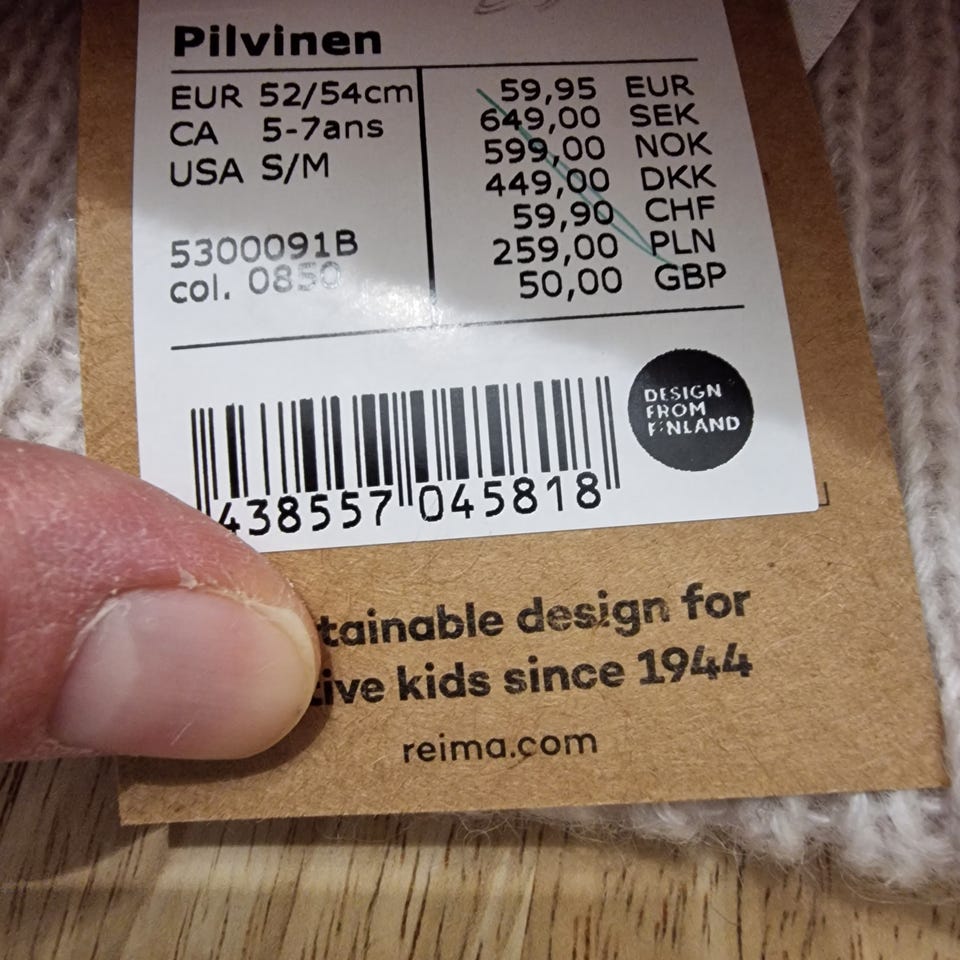 Pilvinen
EUR 52/54cm
CA 5-7ans
USA S/M
5300091B
col. 0850
59,95 EUR
649,00 SEK
599,00 NOK
449,00 DKK
59,90 CHF
259,00 PLN
50,00 GBP
DESIGN
FROM
FINLAND
438557 045818
tainable design for
tive kids since 1944
reima.com